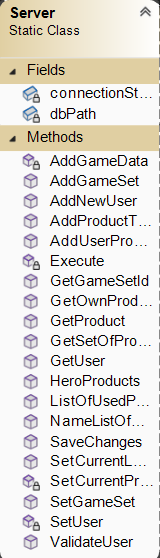 Server
Static Class
Fields
connectionSt...
dbPath
Methods
AddGameData
AddGameSet
AddNewUser
AddProductT...
AddUserPro...
Execute
GetGameSetId
GetOwnProd...
GetProduct
GetSetOfPro...
GetUser
HeroProducts
ListOfUsedP...
NameListOf...
SaveChanges
SetCurrentL...
SetCurrentPr...
SetGameSet
SetUser
ValidateUser